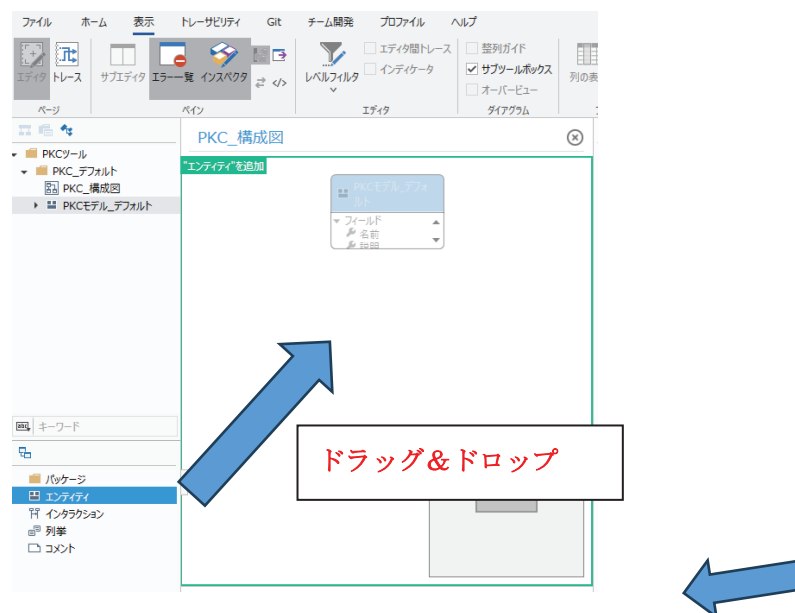 ファイル ホーム 表示 トレーサビリティ Git チーム開発 プロファイル ヘルプ
エディタ トレース サブエディタ エラー一覧 インスペクタ レベルフィルタ
エディタ間トレース
インディケータ
整列ガイド
サブツールボックス
オーバービュー
列の表
ページ ペイン エディタ ダイアグラム
PKCツール
PKC_デフォルト
PKC_構成図
PKCモデル_デフォルト
PKC_構成図
"エンティティ"を追加
PKCモデル_デフォ
ルト
フィールド
名前
説明
キーワード
パッケージ
エンティティ
インタラクション
列挙
コメント
ドラッグ&ドロップ